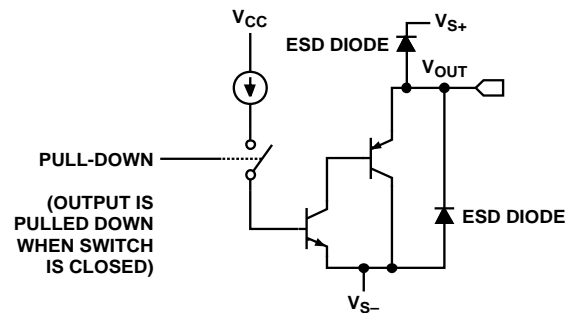 VCC
VS+
ESD DIODE
VOUT
PULL-DOWN
(OUTPUT IS
PULLED DOWN
WHEN SWITCH
IS CLOSED)
ESD DIODE
VS–